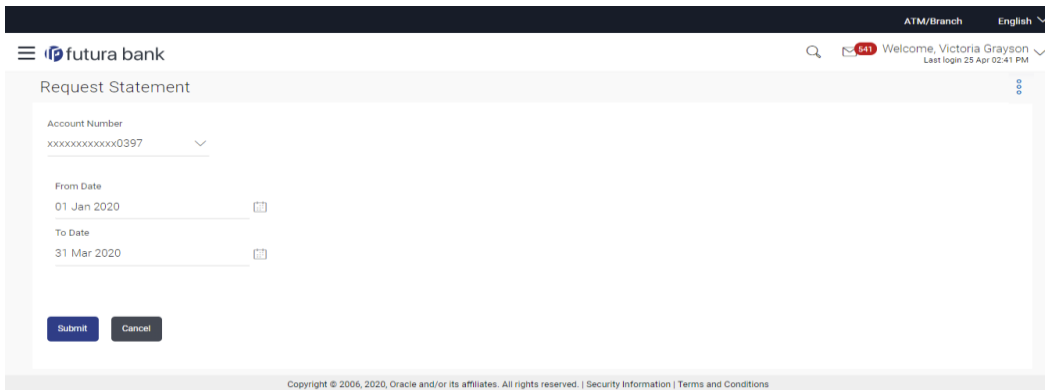 ATM/Branch English
futura bank
541 Welcome, Victoria Grayson
Last login 25 Apr 02:41 PM
Request Statement
Account Number
xxxxxxxxxxxx0397
From Date
01 Jan 2020
To Date
31 Mar 2020
Submit Cancel
Copyright © 2006, 2020, Oracle and/or its affiliates. All rights reserved. | Security Information | Terms and Conditions